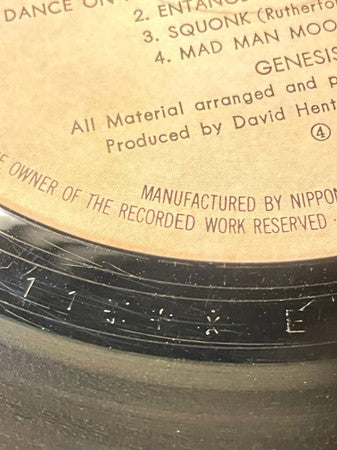 DANCE ON
2. ENTANG
3. SQUONK (Rutherfo
4. MAD MAN MOO
GENESIS
All Material arranged and p
Produced by David Hent
④
E OWNER OF THE RECORDED WORK RESERVED ·
MANUFACTURED BY NIPPON